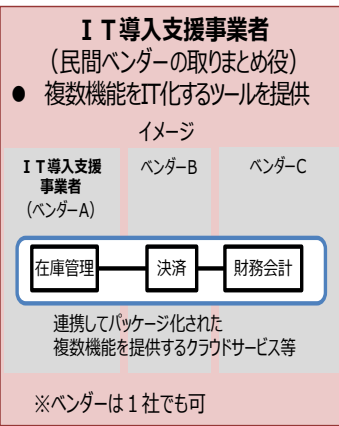 ＩＴ導入支援事業者
（民間ベンダーの取りまとめ役）
● 複数機能をIT化するツールを提供
イメージ
ＩＴ導入支援
事業者
（ベンダーA）
ベンダーB
ベンダーC
在庫管理
決済
財務会計
連携してパッケージ化された
複数機能を提供するクラウドサービス等
※ベンダーは１社でも可